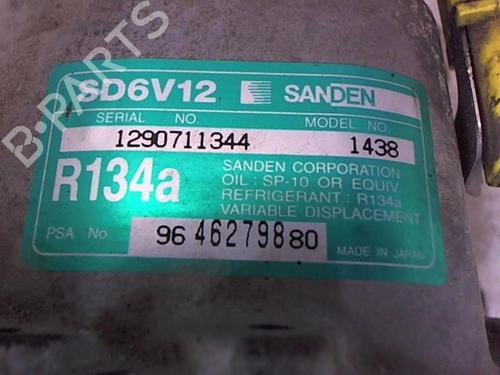 B-PARTS
SD6V12 SANDEN
SERIAL NO. MODEL NO
1290711344 1438
R134a
SANDEN CORPORATION
OIL : SP-10 OR EQUIV.
REFRIGERANT : R134a
VARIABLE DISPLACEMENT
PSA No. 96 46279880
MADE IN JAPAN